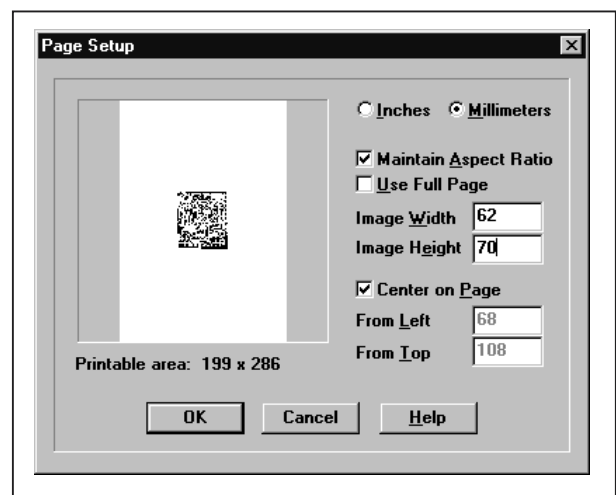 Page Setup
Inches Millimeters
Maintain Aspect Ratio
Use Full Page
Image Width 62
Image Height 70
Center on Page
From Left 68
From Top 108
Printable area: 199 x 286
OK Cancel Help